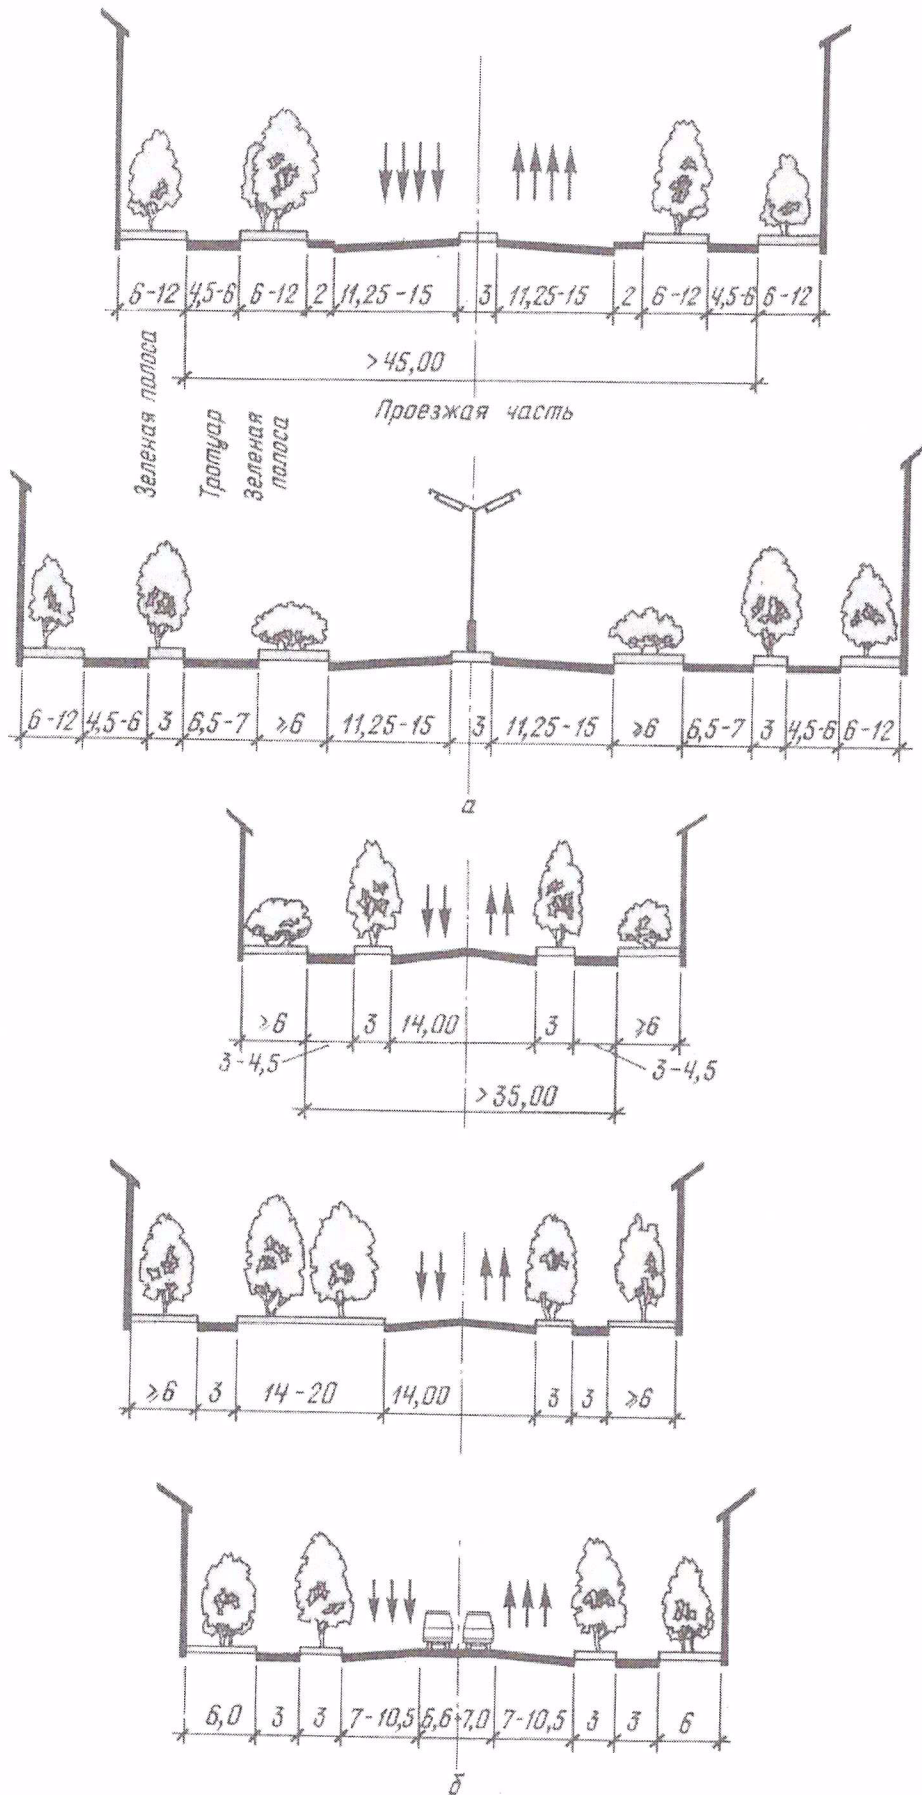 6-12 4,5-6 6-12 2 11,25-15 3 11,25-15 2 6-12 4,5-6 6-12
>45,00
Проезжая часть
Зеленая полоса
Тротуар
Зеленая
полоса
6-12 4,5-6 3 6,5-7 ≥6 11,25-15 3 11,25-15 ≥6 6,5-7 3 4,5-6 6-12
а
≥6 3 14,00 3 ≥6
3-4,5 3-4,5
>35,00
≥6 3 14-20 14,00 3 3 ≥6
6,0 3 3 7-10,5 6,6-7,0 7-10,5 3 3 6
б